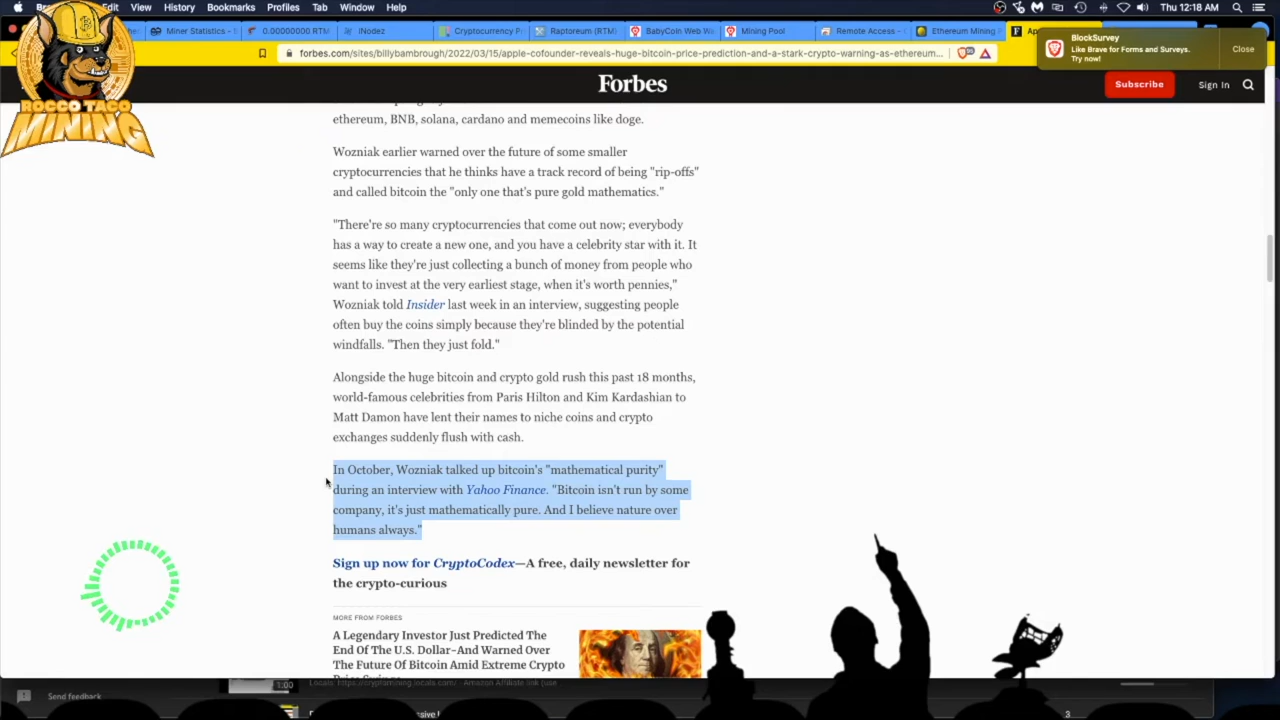 View History Bookmarks Profiles Tab Window Help Thu 12:18 AM
Miner Statistics - 0.00000000 RTM iNodez Cryptocurrency P Raptoreum (RTM) BabyCoin Web Wa Mining Pool Remote Access - Ethereum Mining P
BlockSurvey
Like Brave for Forms and Surveys.
Try now!
Close
forbes.com/sites/billybambrough/2022/03/15/apple-cofounder-reveals-huge-bitcoin-price-prediction-and-a-stark-crypto-warning-as-ethereum...
Forbes
Subscribe
Sign In
ROCCO TACO
MINING
ethereum, BNB, solana, cardano and memecoins like doge.
Wozniak earlier warned over the future of some smaller
cryptocurrencies that he thinks have a track record of being "rip-offs"
and called bitcoin the "only one that's pure gold mathematics."
"There're so many cryptocurrencies that come out now; everybody
has a way to create a new one, and you have a celebrity star with it. It
seems like they're just collecting a bunch of money from people who
want to invest at the very earliest stage, when it's worth pennies,"
Wozniak told Insider last week in an interview, suggesting people
often buy the coins simply because they're blinded by the potential
windfalls. "Then they just fold."
Alongside the huge bitcoin and crypto gold rush this past 18 months,
world-famous celebrities from Paris Hilton and Kim Kardashian to
Matt Damon have lent their names to niche coins and crypto
exchanges suddenly flush with cash.
In October, Wozniak talked up bitcoin's "mathematical purity"
during an interview with Yahoo Finance. "Bitcoin isn't run by some
company, it's just mathematically pure. And I believe nature over
humans always."
Sign up now for CryptoCodex—A free, daily newsletter for
the crypto-curious
MORE FROM FORBES
A Legendary Investor Just Predicted The
End Of The U.S. Dollar—And Warned Over
The Future Of Bitcoin Amid Extreme Crypto
1:00
Send feedback
3